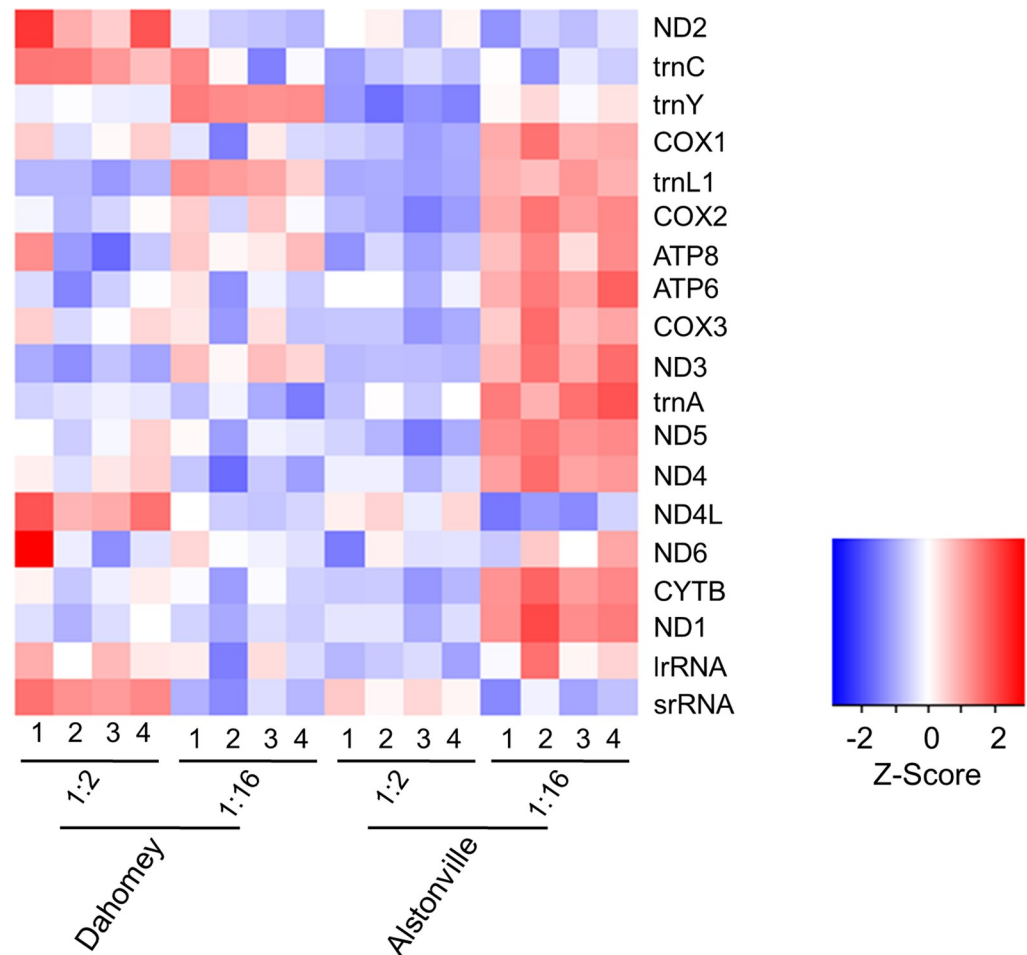 ND2
trnC
trnY
COX1
trnL1
COX2
ATP8
ATP6
COX3
ND3
trnA
ND5
ND4
ND4L
ND6
CYTB
ND1
lrRNA
srRNA
1 2 3 4 1 2 3 4 1 2 3 4 1 2 3 4
1:2 1:16 1:2 1:16
Dahomey Alstonville
-2 0 2
Z-Score